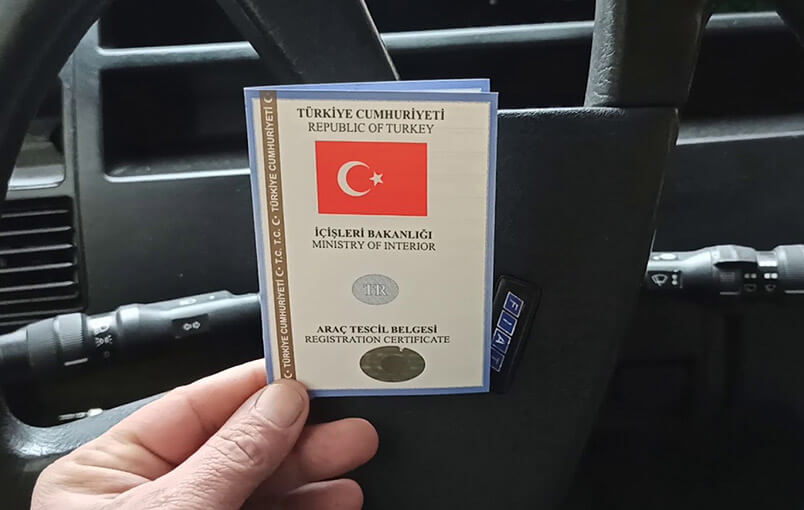 TÜRKİYE CUMHURİYETİ
REPUBLIC OF TURKEY
İÇİŞLERİ BAKANLIĞI
MINISTRY OF INTERIOR
TR
ARAÇ TESCİL BELGESİ
REGISTRATION CERTIFICATE
TÜRKİYE CUMHURİYETİ T.C. T.C. TÜRKİYE CUMHURİYETİ
FIAT